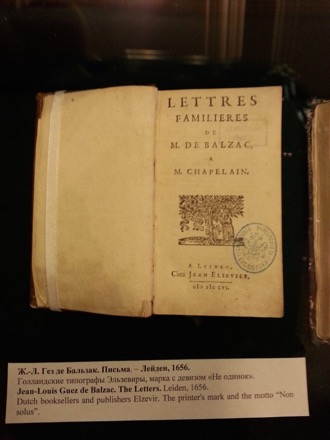 LETTRES
FAMILIERES
DE
M. DE BALZAC,
A
M. CHAPELAIN.
A LEIDEN,
Chez JEAN ELSEVIER,
Ж.-Л. Гез де Бальзак. Письма. – Лейден, 1656.
Голландские типографы Эльзевиры, марка с девизом «Не одинок».
Jean-Louis Guez de Balzac. The Letters. Leiden, 1656.
Dutch booksellers and publishers Elzevir. The printer's mark and the motto "Non
solus".